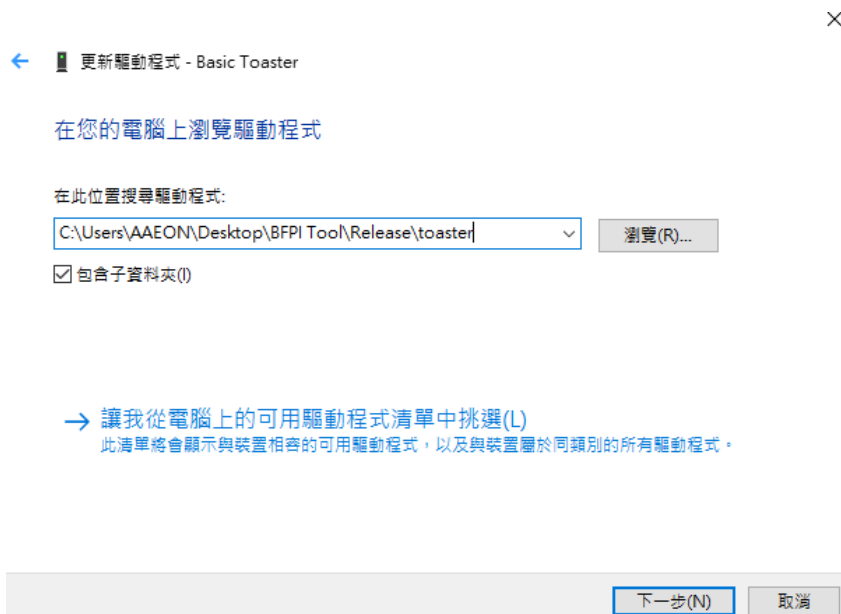 更新驅動程式 - Basic Toaster
在您的電腦上瀏覽驅動程式
在此位置搜尋驅動程式:
C:\Users\AAEON\Desktop\BFPI Tool\Release\toaster
瀏覽(R)...
包含子資料夾(I)
讓我從電腦上的可用驅動程式清單中挑選(L)
此清單將會顯示與裝置相容的可用驅動程式，以及與裝置屬於同類別的所有驅動程式。
下一步(N)
取消